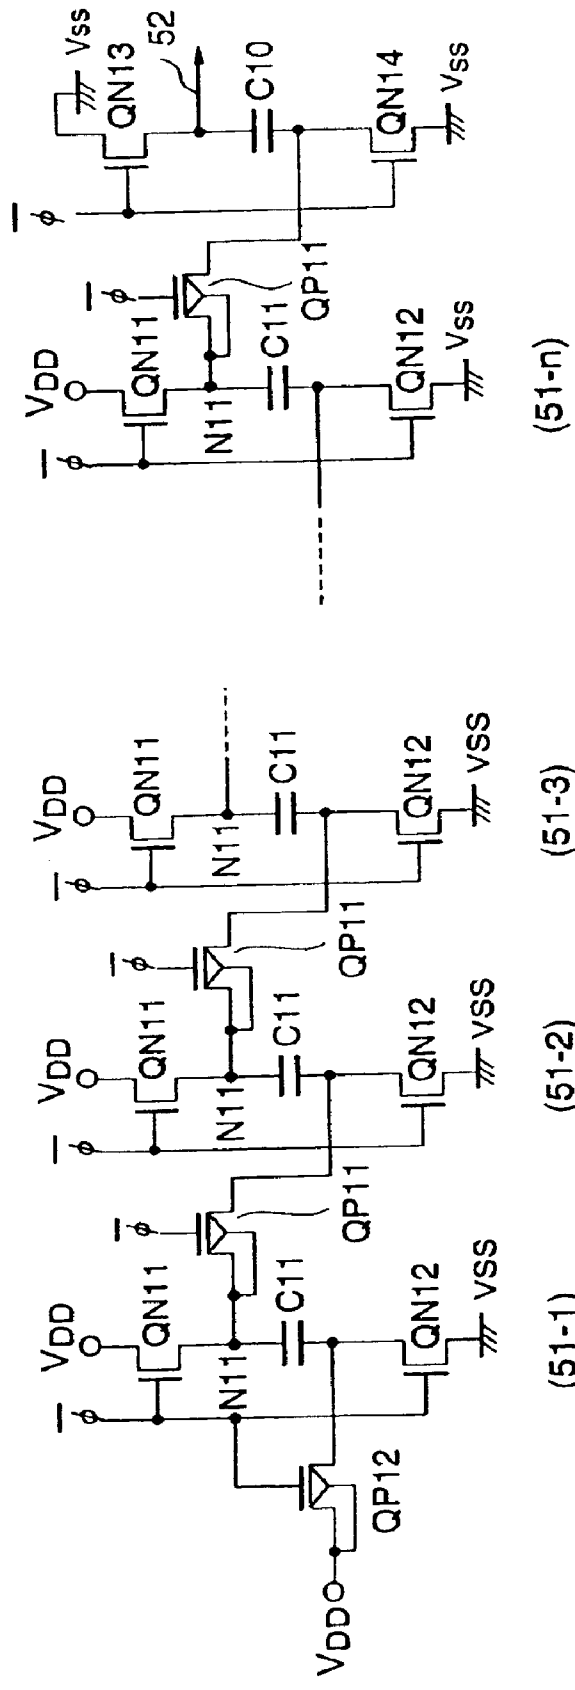 φ̄ VDD φ̄ φ̄ VDD φ̄ φ̄ VDD φ̄ VDD φ̄ φ̄ Vss
QN11 QN11 QN11 QN11 QN13
52
N11 C11 N11 C11 N11 C11 N11 C11 C10
QP11 QP11 QP11
VDD QP12 QN12 QN12 QN12 QN12 QN14
VSS VSS VSS Vss Vss
(51-1) (51-2) (51-3) (51-n)